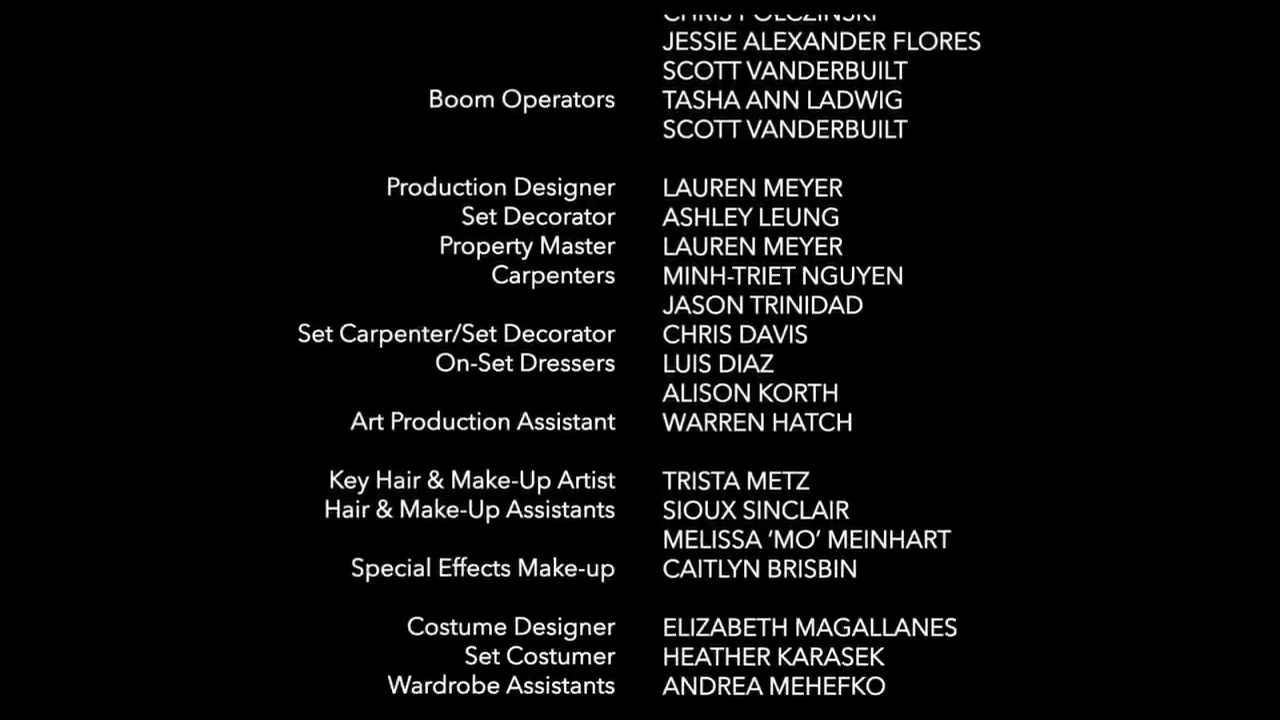 JESSIE ALEXANDER FLORES
SCOTT VANDERBUILT
Boom Operators TASHA ANN LADWIG
SCOTT VANDERBUILT
Production Designer LAUREN MEYER
Set Decorator ASHLEY LEUNG
Property Master LAUREN MEYER
Carpenters MINH-TRIET NGUYEN
JASON TRINIDAD
Set Carpenter/Set Decorator CHRIS DAVIS
On-Set Dressers LUIS DIAZ
ALISON KORTH
Art Production Assistant WARREN HATCH
Key Hair & Make-Up Artist TRISTA METZ
Hair & Make-Up Assistants SIOUX SINCLAIR
MELISSA ‘MO’ MEINHART
Special Effects Make-up CAITLYN BRISBIN
Costume Designer ELIZABETH MAGALLANES
Set Costumer HEATHER KARASEK
Wardrobe Assistants ANDREA MEHEFKO